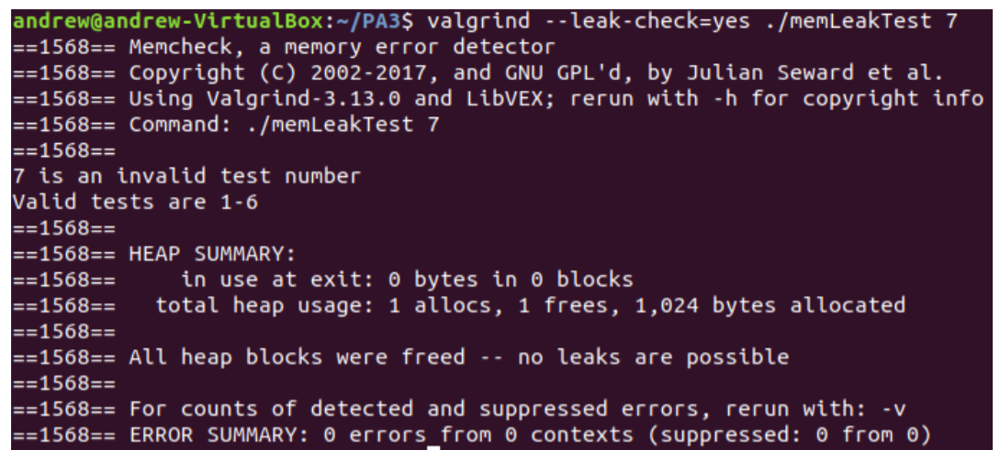 andrew@andrew-VirtualBox:~/PA3$ valgrind --leak-check=yes ./memLeakTest 7
==1568== Memcheck, a memory error detector
==1568== Copyright (C) 2002-2017, and GNU GPL'd, by Julian Seward et al.
==1568== Using Valgrind-3.13.0 and LibVEX; rerun with -h for copyright info
==1568== Command: ./memLeakTest 7
==1568==
7 is an invalid test number
Valid tests are 1-6
==1568==
==1568== HEAP SUMMARY:
==1568==     in use at exit: 0 bytes in 0 blocks
==1568==   total heap usage: 1 allocs, 1 frees, 1,024 bytes allocated
==1568==
==1568== All heap blocks were freed -- no leaks are possible
==1568==
==1568== For counts of detected and suppressed errors, rerun with: -v
==1568== ERROR SUMMARY: 0 errors from 0 contexts (suppressed: 0 from 0)